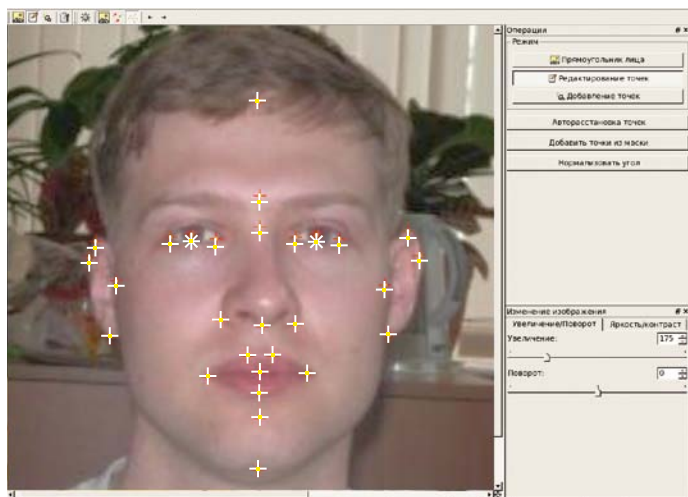 Операции
Режим
Прямоугольник лица
Редактирование точек
Добавление точек
Авторасстановка точек
Добавить точки из маски
Нормализовать угол
Изменение изображения
Увеличение/Поворот
Яркость/контраст
Увеличение:
175
Поворот:
0